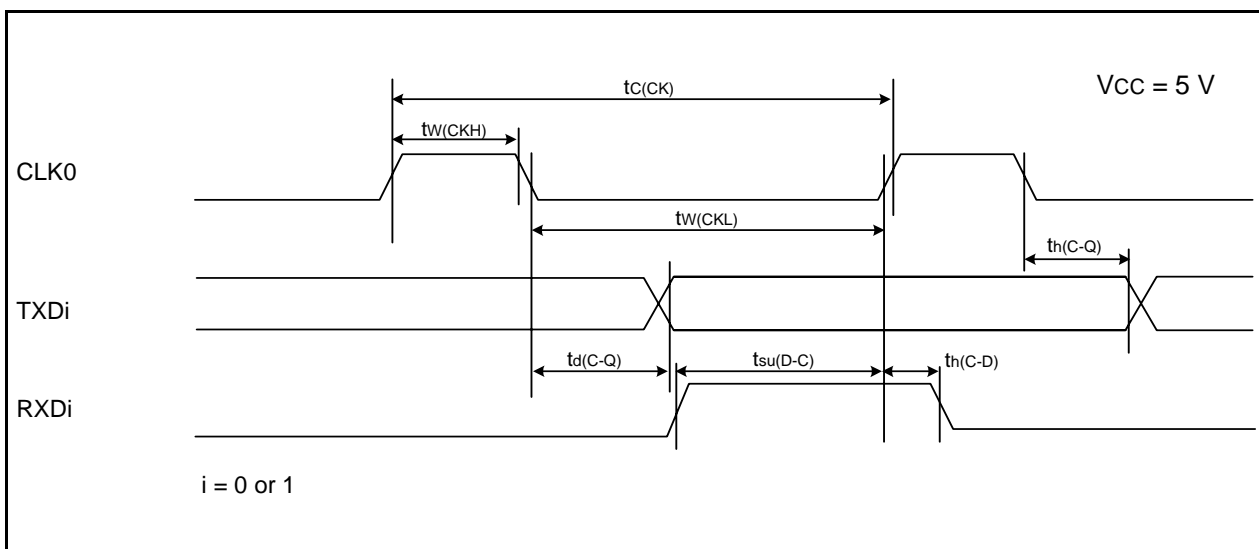 tC(CK)
VCC = 5 V
tW(CKH)
CLK0
tW(CKL)
th(C-Q)
TXDi
td(C-Q)
tsu(D-C)
th(C-D)
RXDi
i = 0 or 1